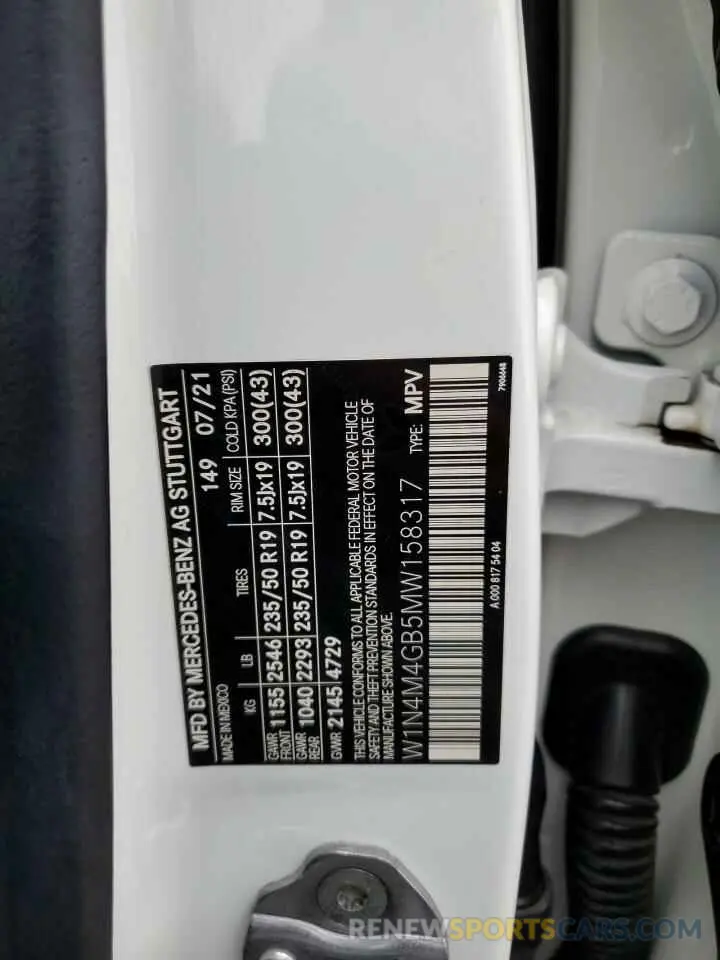 MFD BY MERCEDES-BENZ AG STUTTGART
MADE IN MEXICO 149 07/21
KG LB TIRES RIM SIZE COLD KPA(PSI)
GAWR FRONT 1155 2546 235/50 R19 7.5Jx19 300(43)
GAWR REAR 1040 2293 235/50 R19 7.5Jx19 300(43)
GVWR 2145 4729
THIS VEHICLE CONFORMS TO ALL APPLICABLE FEDERAL MOTOR VEHICLE
SAFETY AND THEFT PREVENTION STANDARDS IN EFFECT ON THE DATE OF
MANUFACTURE SHOWN ABOVE.
W1N4M4GB5MW158317 TYPE: MPV
A 000 817 54 04 7906648
RENEWSPORTSCARS.COM